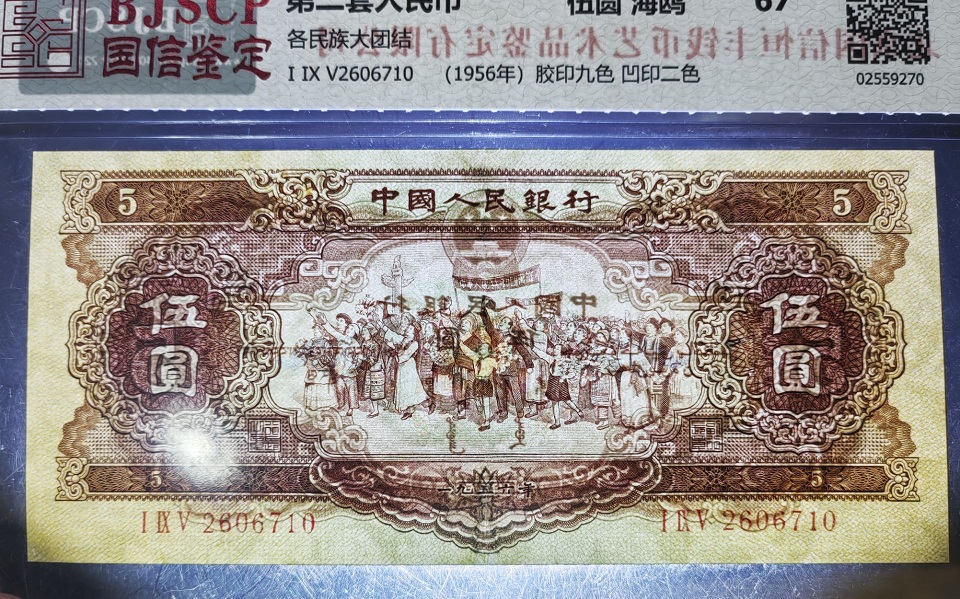 BJSCP
国信鉴定
第二套人民币 伍圆 海鸥 67
各民族大团结
I IX V2606710 （1956年）胶印九色 凹印二色
02559270
5 中國人民銀行 5
伍圓 伍圓
5 一九五六年 5
I IX V 2606710 I IX V 2606710